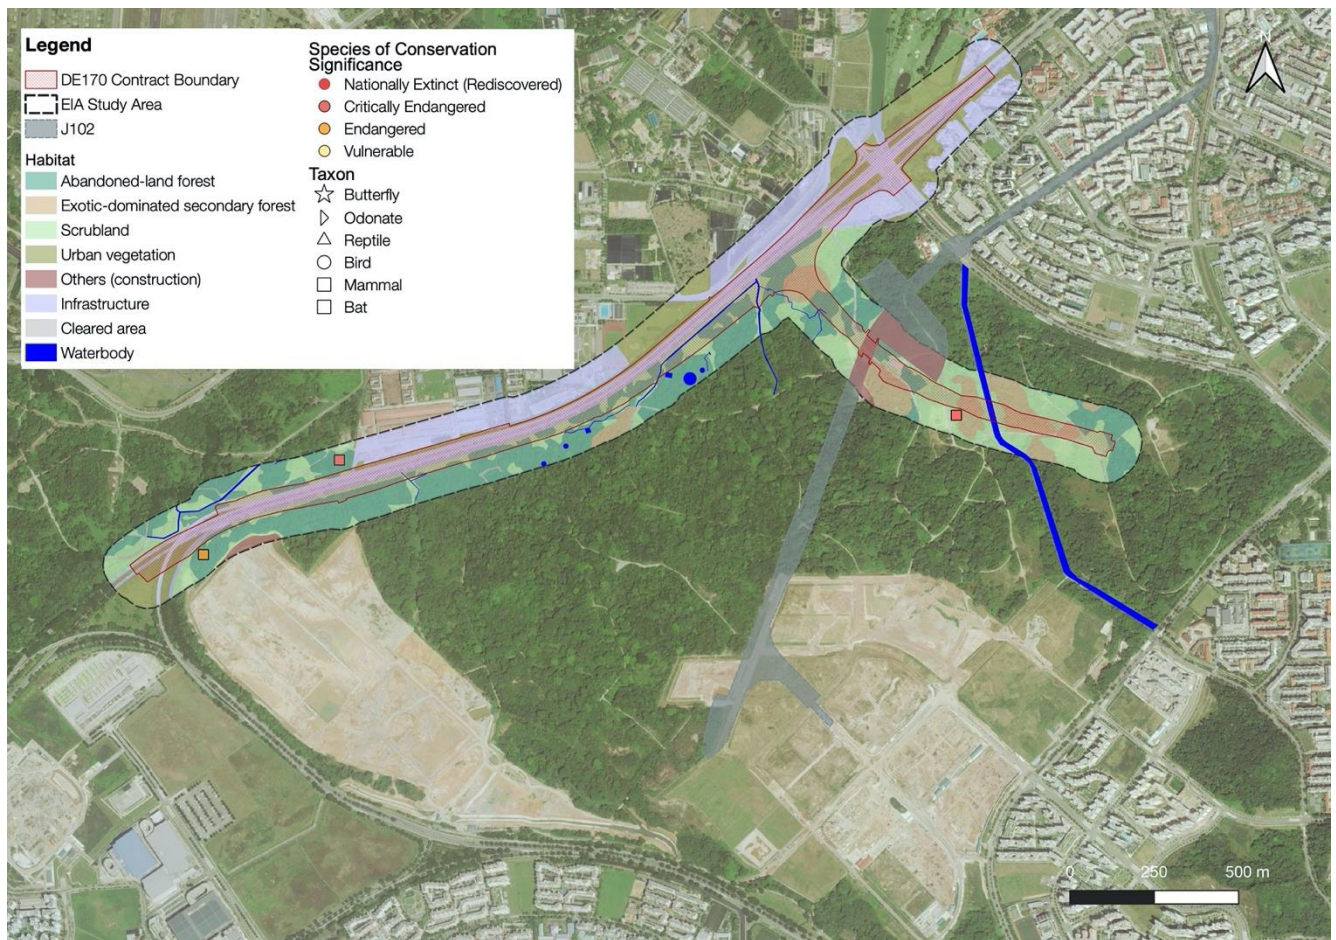 Legend
DE170 Contract Boundary
EIA Study Area
J102
Habitat
Abandoned-land forest
Exotic-dominated secondary forest
Scrubland
Urban vegetation
Others (construction)
Infrastructure
Cleared area
Waterbody
Species of Conservation
Significance
Nationally Extinct (Rediscovered)
Critically Endangered
Endangered
Vulnerable
Taxon
Butterfly
Odonate
Reptile
Bird
Mammal
Bat
N
0 250 500 m